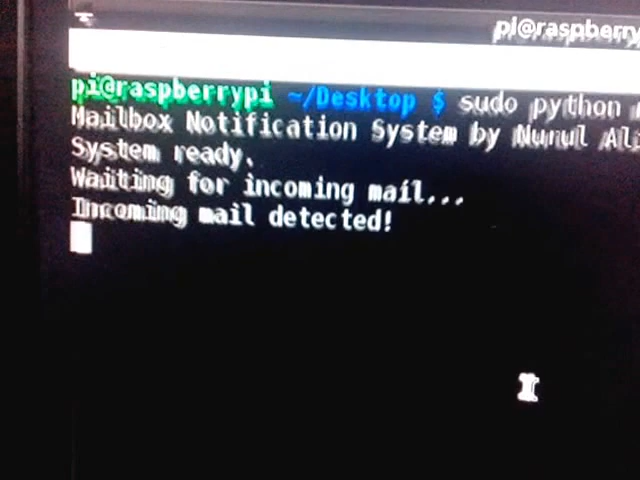 pi@raspberry
pi@raspberrypi ~/Desktop $ sudo python
Mailbox Notification System by Nurul Ali
System ready.
Waiting for incoming mail...
Incoming mail detected!